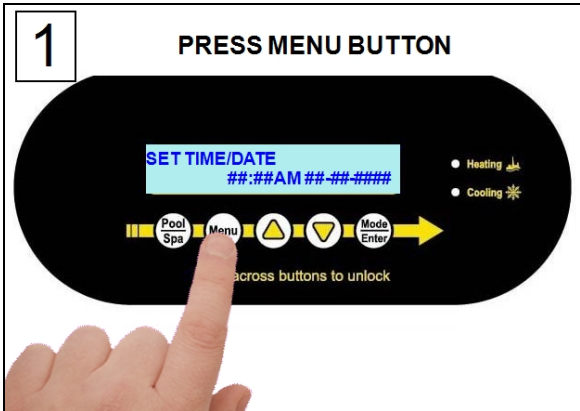 1
PRESS MENU BUTTON
SET TIME/DATE
##:##AM ##-##-####
Heating
Cooling
Pool
Spa
Menu
Mode
Enter
across buttons to unlock